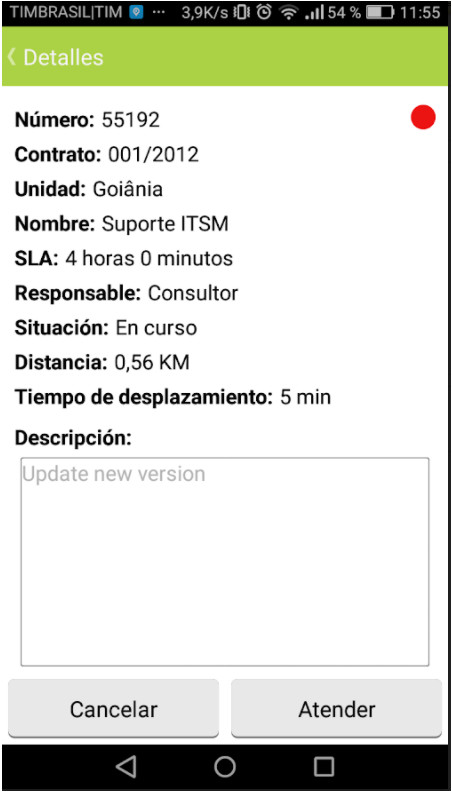 TIMBRASIL|TIM ... 3,9K/s 54 % 11:55
Detalles
Número: 55192
Contrato: 001/2012
Unidad: Goiânia
Nombre: Suporte ITSM
SLA: 4 horas 0 minutos
Responsable: Consultor
Situación: En curso
Distancia: 0,56 KM
Tiempo de desplazamiento: 5 min
Descripción:
Update new version
Cancelar Atender